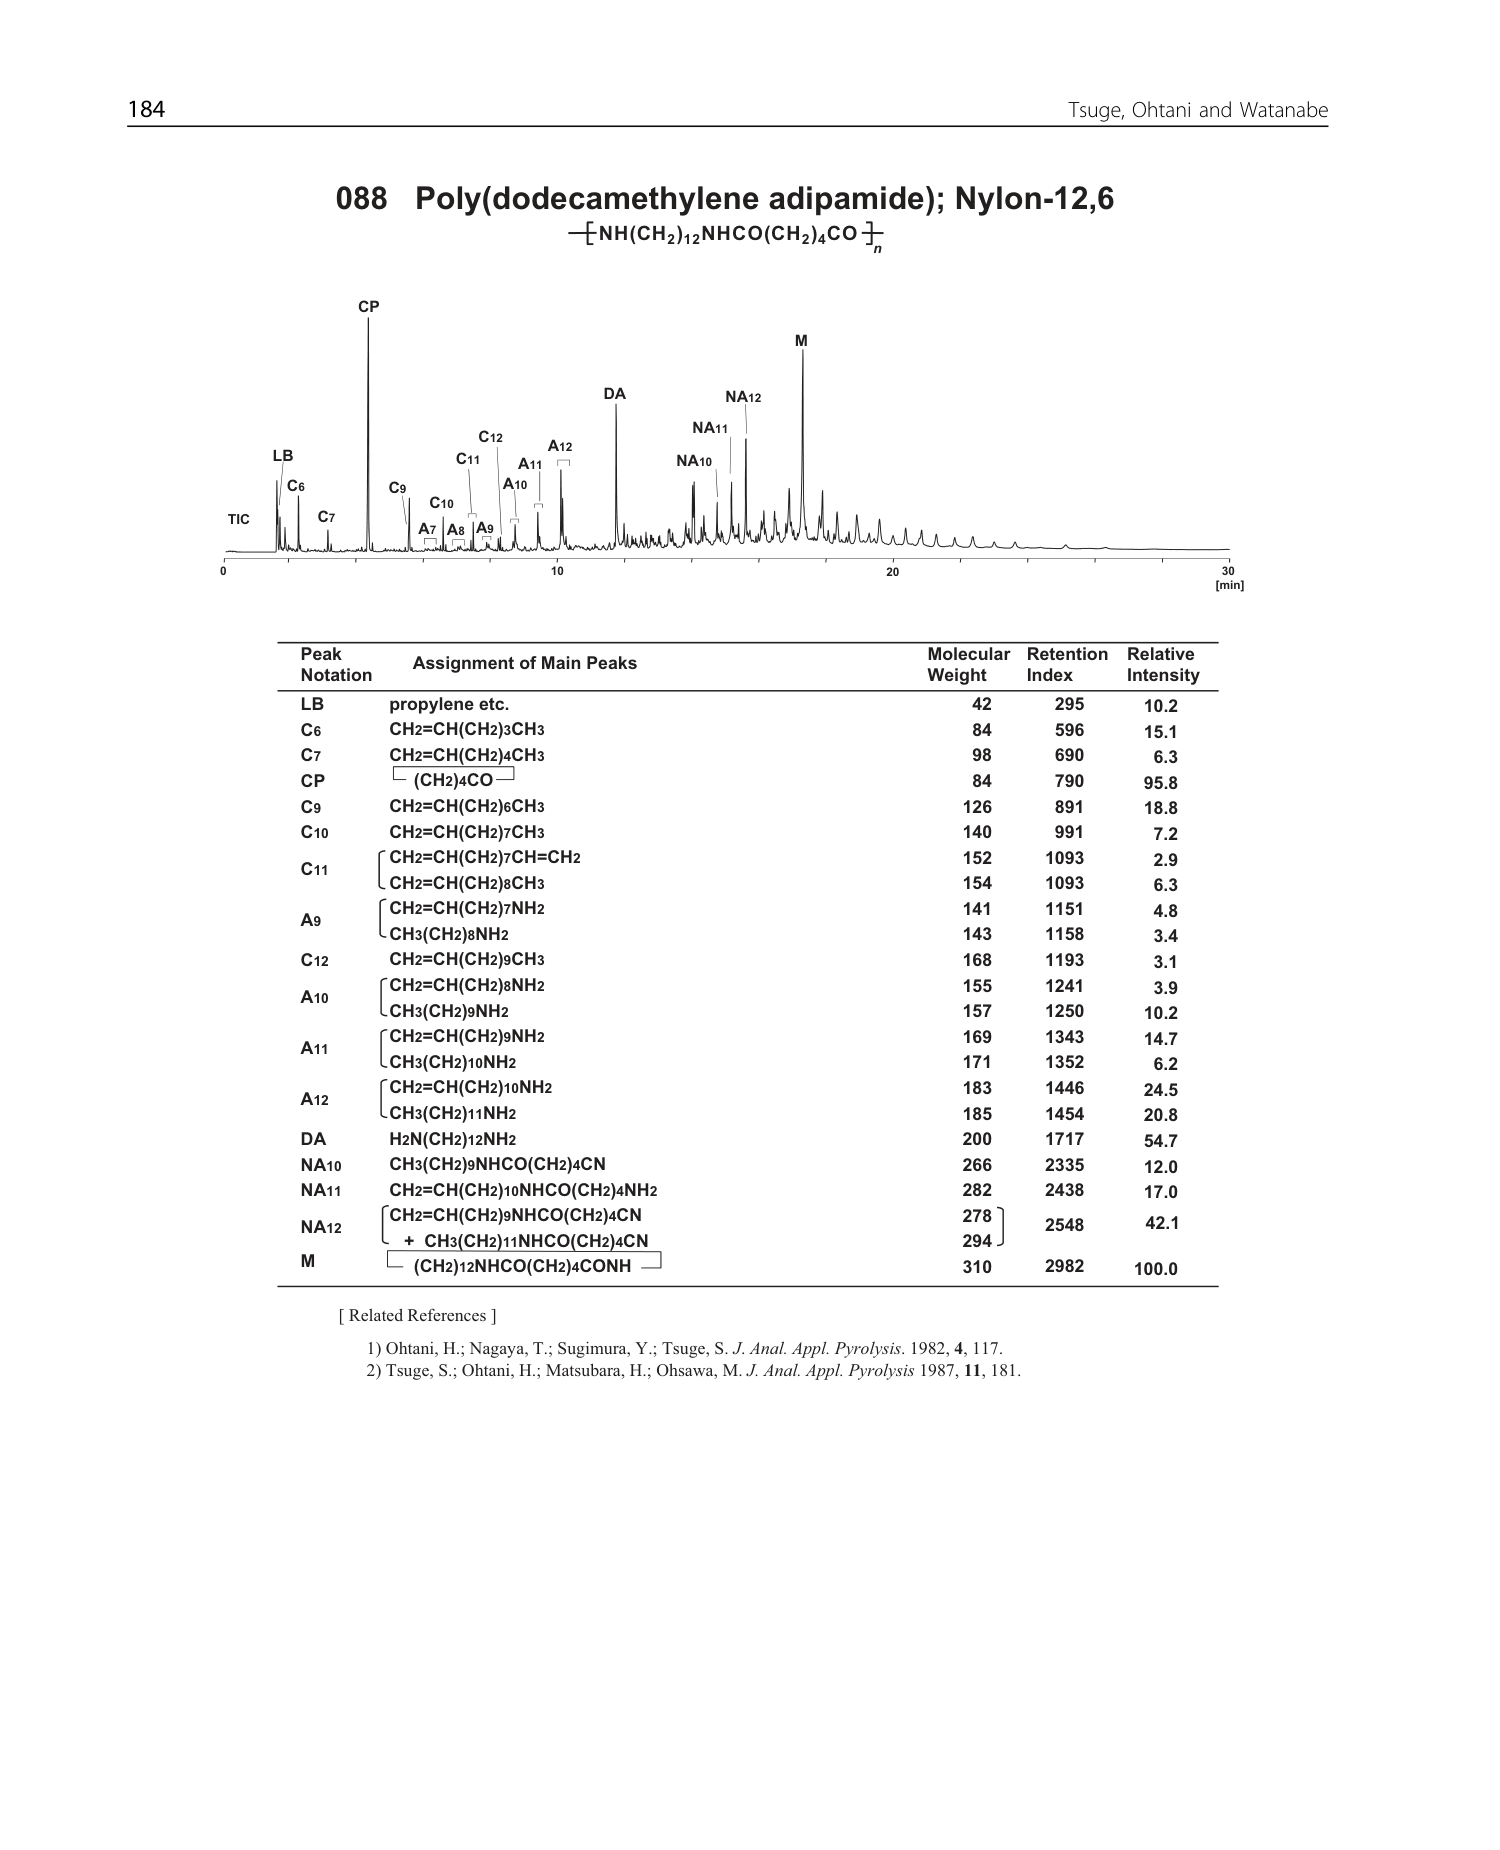 184 Tsuge, Ohtani and Watanabe
088 Poly(dodecamethylene adipamide); Nylon-12,6
[NH(CH2)12NHCO(CH2)4CO]n
CP
M
DA
NA12
NA11
C12
A12
LB
C11
A11
NA10
C6
C9
A10
C10
TIC
C7
A7 A8 A9
0 10 20 30
[min]
Peak Notation Assignment of Main Peaks Molecular Weight Retention Index Relative Intensity
LB propylene etc. 42 295 10.2
C6 CH2=CH(CH2)3CH3 84 596 15.1
C7 CH2=CH(CH2)4CH3 98 690 6.3
CP (CH2)4CO 84 790 95.8
C9 CH2=CH(CH2)6CH3 126 891 18.8
C10 CH2=CH(CH2)7CH3 140 991 7.2
C11 CH2=CH(CH2)7CH=CH2 152 1093 2.9
CH2=CH(CH2)8CH3 154 1093 6.3
A9 CH2=CH(CH2)7NH2 141 1151 4.8
CH3(CH2)8NH2 143 1158 3.4
C12 CH2=CH(CH2)9CH3 168 1193 3.1
A10 CH2=CH(CH2)8NH2 155 1241 3.9
CH3(CH2)9NH2 157 1250 10.2
A11 CH2=CH(CH2)9NH2 169 1343 14.7
CH3(CH2)10NH2 171 1352 6.2
A12 CH2=CH(CH2)10NH2 183 1446 24.5
CH3(CH2)11NH2 185 1454 20.8
DA H2N(CH2)12NH2 200 1717 54.7
NA10 CH3(CH2)9NHCO(CH2)4CN 266 2335 12.0
NA11 CH2=CH(CH2)10NHCO(CH2)4NH2 282 2438 17.0
NA12 CH2=CH(CH2)9NHCO(CH2)4CN 278 2548 42.1
+ CH3(CH2)11NHCO(CH2)4CN 294
M (CH2)12NHCO(CH2)4CONH 310 2982 100.0
[ Related References ]
1) Ohtani, H.; Nagaya, T.; Sugimura, Y.; Tsuge, S. J. Anal. Appl. Pyrolysis. 1982, 4, 117.
2) Tsuge, S.; Ohtani, H.; Matsubara, H.; Ohsawa, M. J. Anal. Appl. Pyrolysis 1987, 11, 181.